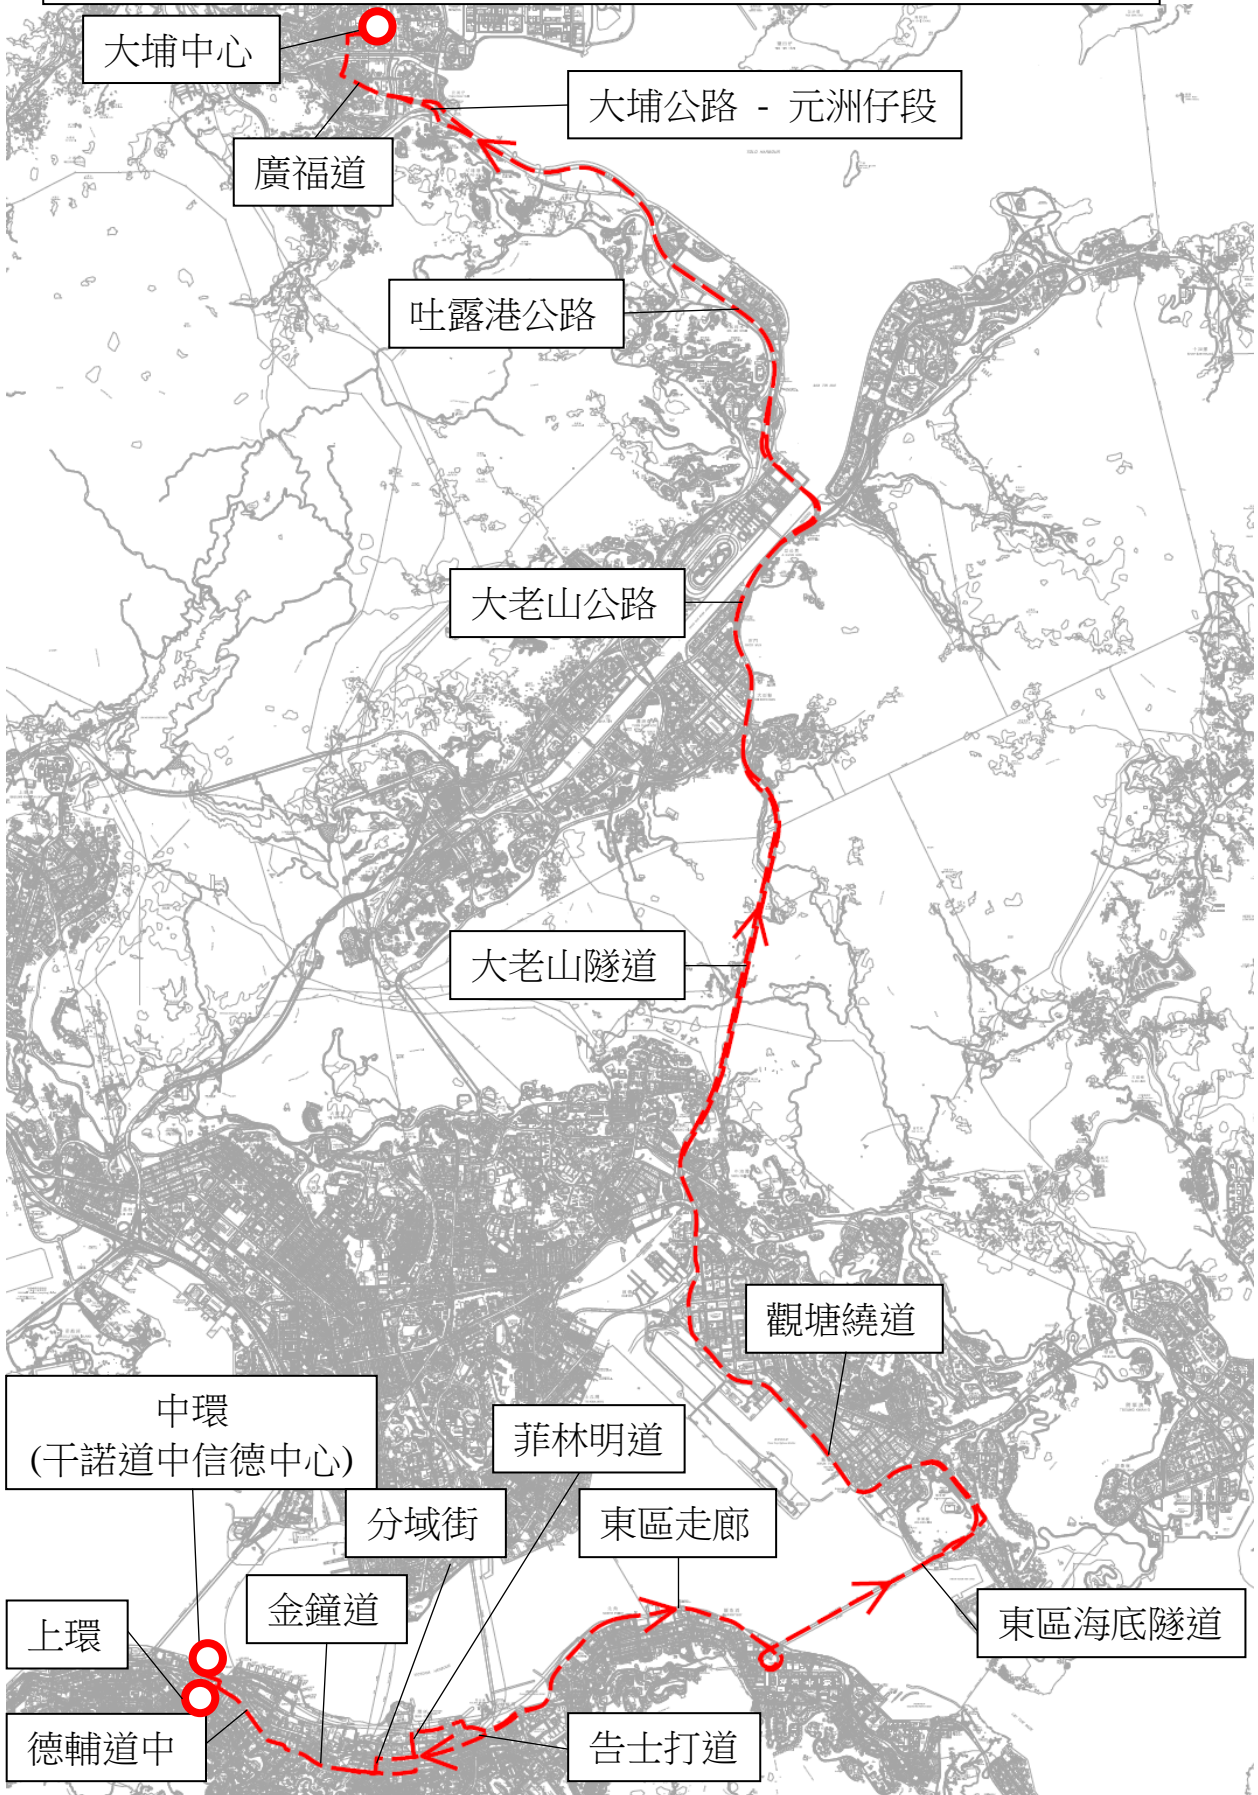 大埔中心
大埔公路 - 元洲仔段
廣福道
吐露港公路
大老山公路
大老山隧道
觀塘繞道
中環
(干諾道中信德中心)
菲林明道
分域街
東區走廊
金鐘道
上環
東區海底隧道
德輔道中
告士打道